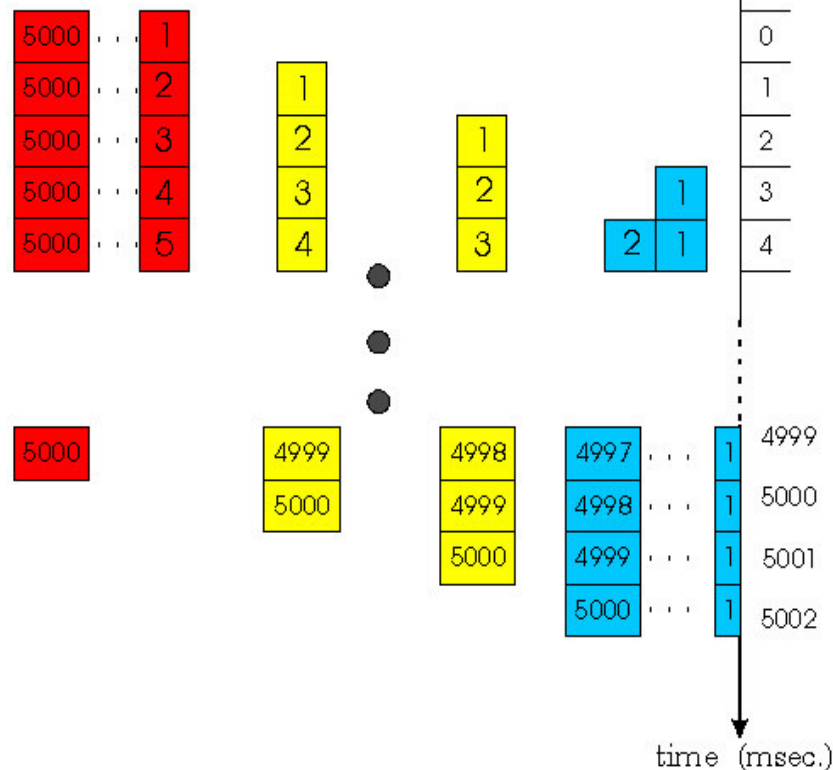 5000 . . . 1 0
5000 . . . 2 1 1
5000 . . . 3 2 1 2
5000 . . . 4 3 2 1 3
5000 . . . 5 4 3 2 1 4
5000 4999 4998 4997 . . . 1 4999
5000 4999 4998 . . . 1 5000
5000 4999 . . . 1 5001
5000 . . . 1 5002
time (msec.)